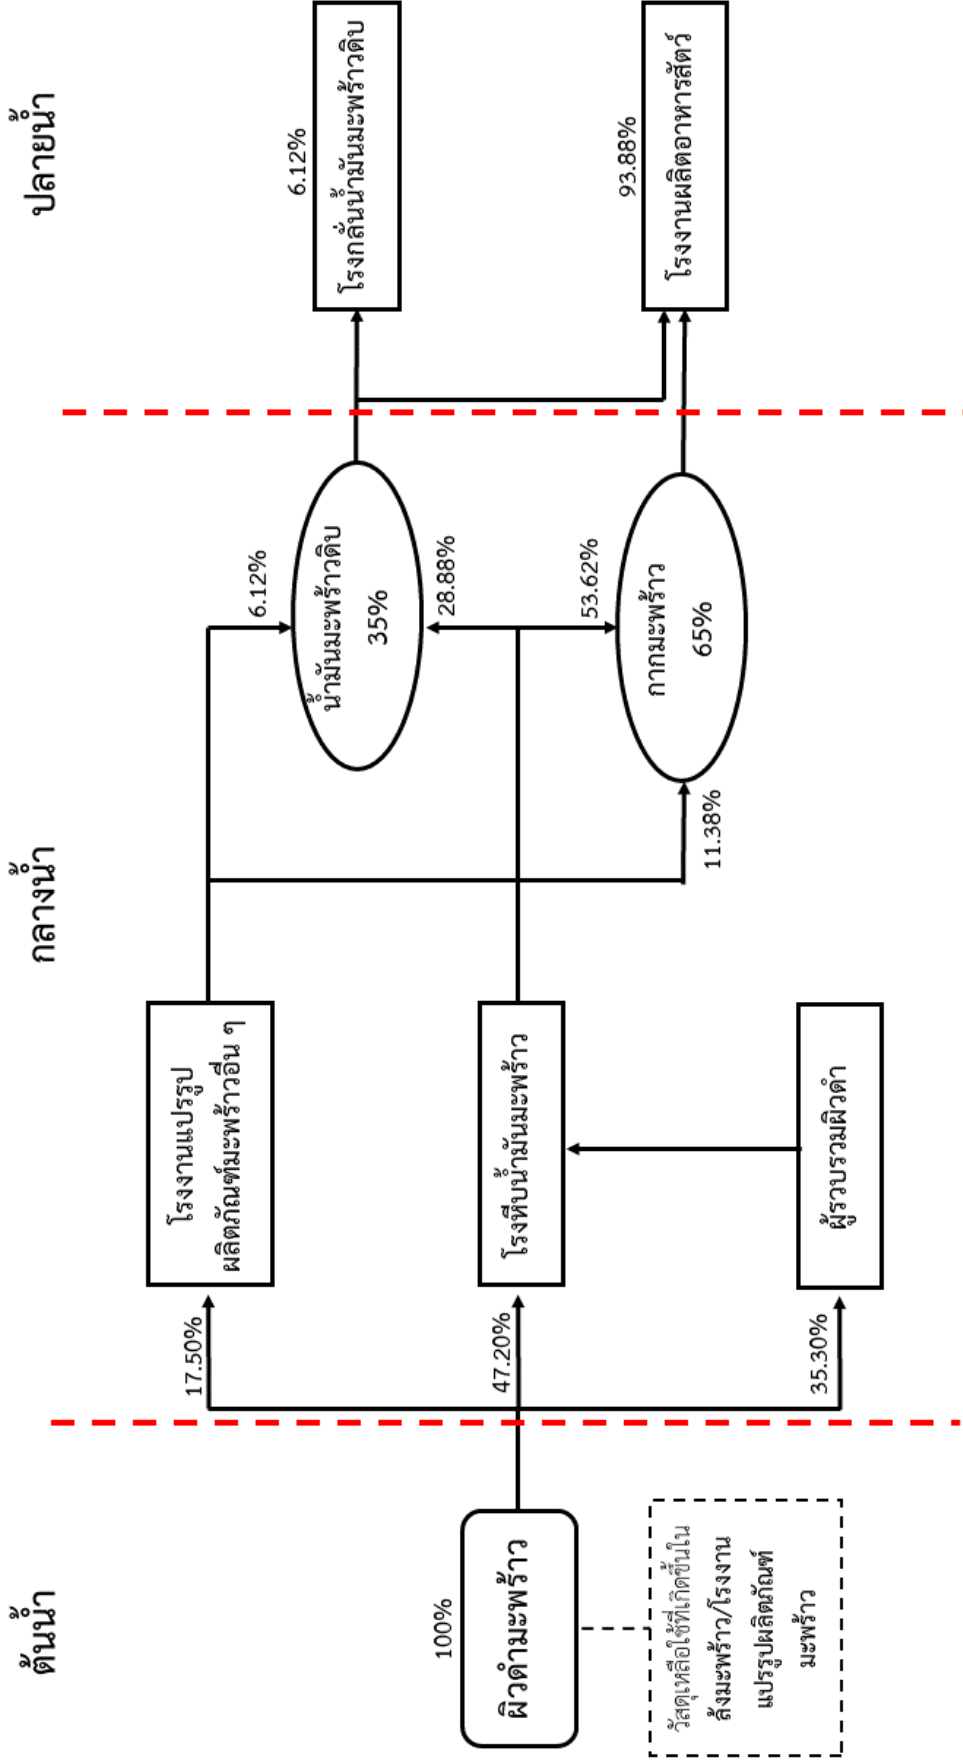 ต้นน้ำ
กลางน้ำ
ปลายน้ำ
100%
ผิวดำมะพร้าว
วัสดุเหลือใช้ที่เกิดขึ้นใน
ล้งมะพร้าว/โรงงาน
แปรรูปผลิตภัณฑ์
มะพร้าว
17.50%
โรงงานแปรรูป
ผลิตภัณฑ์มะพร้าวอื่น ๆ
47.20%
โรงหีบน้ำมันมะพร้าว
35.30%
ผู้รวบรวมผิวดำ
6.12%
น้ำมันมะพร้าวดิบ
35%
28.88%
53.62%
กากมะพร้าว
65%
11.38%
6.12%
โรงกลั่นน้ำมันมะพร้าวดิบ
93.88%
โรงงานผลิตอาหารสัตว์